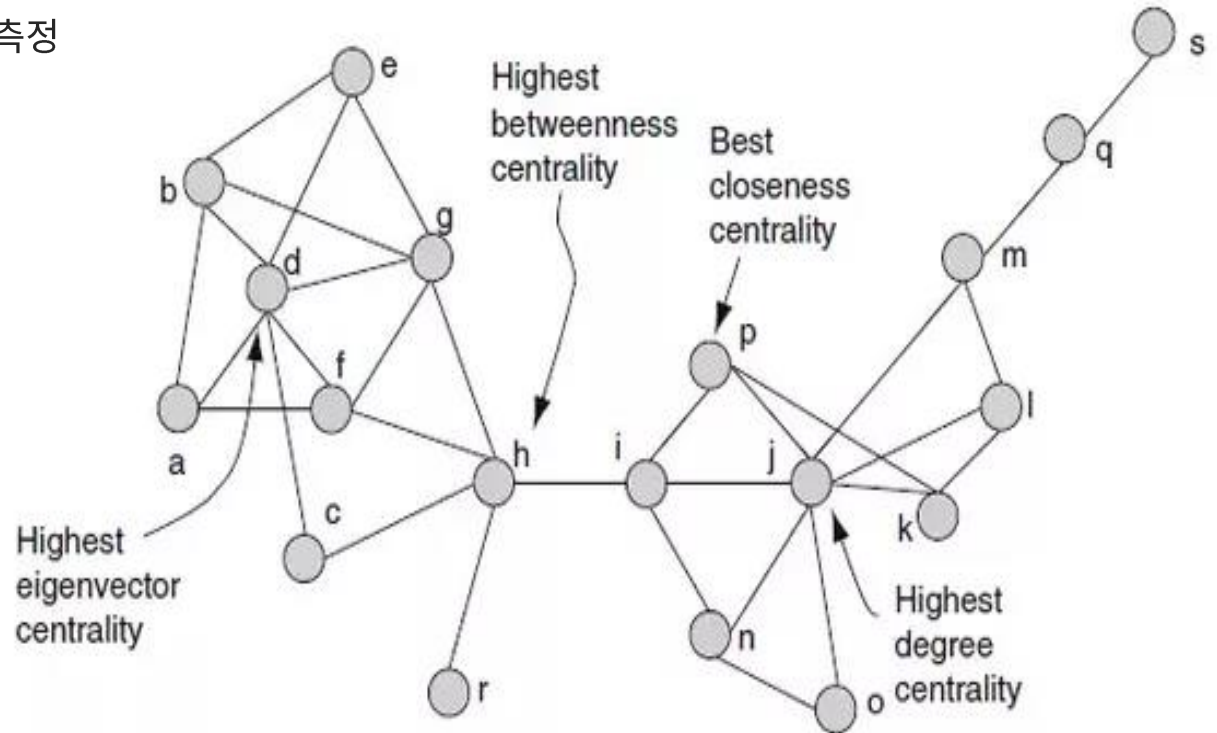 측정
e
s
Highest
betweenness
centrality
q
Best
closeness
centrality
b
g
m
d
p
f
l
a
h
i
j
c
k
Highest
eigenvector
centrality
n
Highest
degree
centrality
r
o